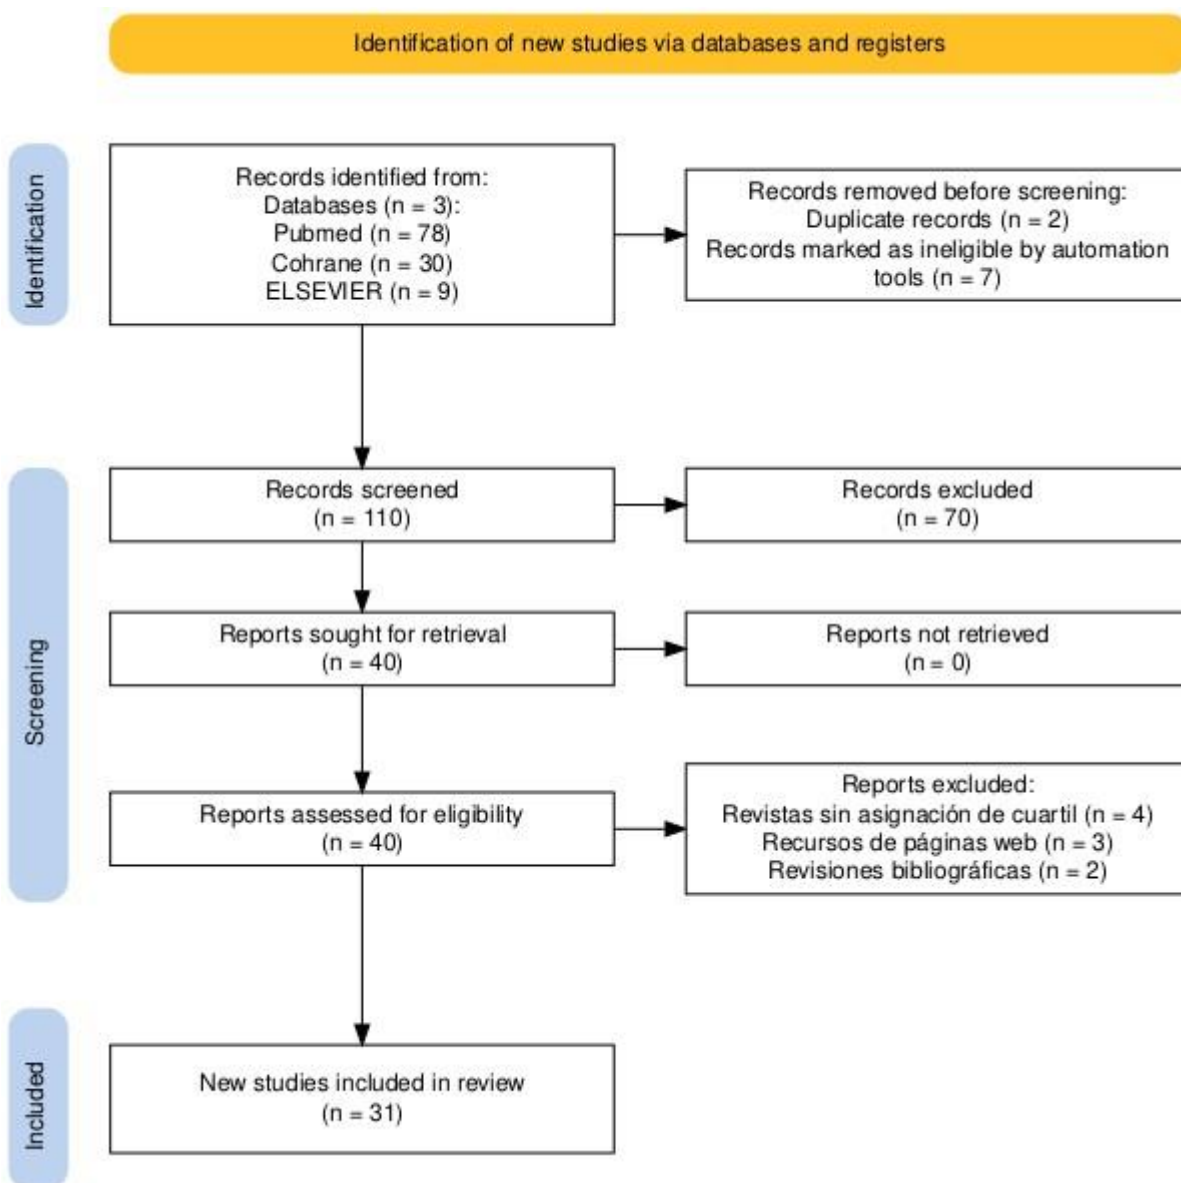 Identification of new studies via databases and registers
Identification
Records identified from:
Databases (n = 3):
Pubmed (n = 78)
Cohrane (n = 30)
ELSEVIER (n = 9)
Records removed before screening:
Duplicate records (n = 2)
Records marked as ineligible by automation
tools (n = 7)
Screening
Records screened
(n = 110)
Records excluded
(n = 70)
Reports sought for retrieval
(n = 40)
Reports not retrieved
(n = 0)
Reports assessed for eligibility
(n = 40)
Reports excluded:
Revistas sin asignación de cuartil (n = 4)
Recursos de páginas web (n = 3)
Revisiones bibliográficas (n = 2)
Included
New studies included in review
(n = 31)